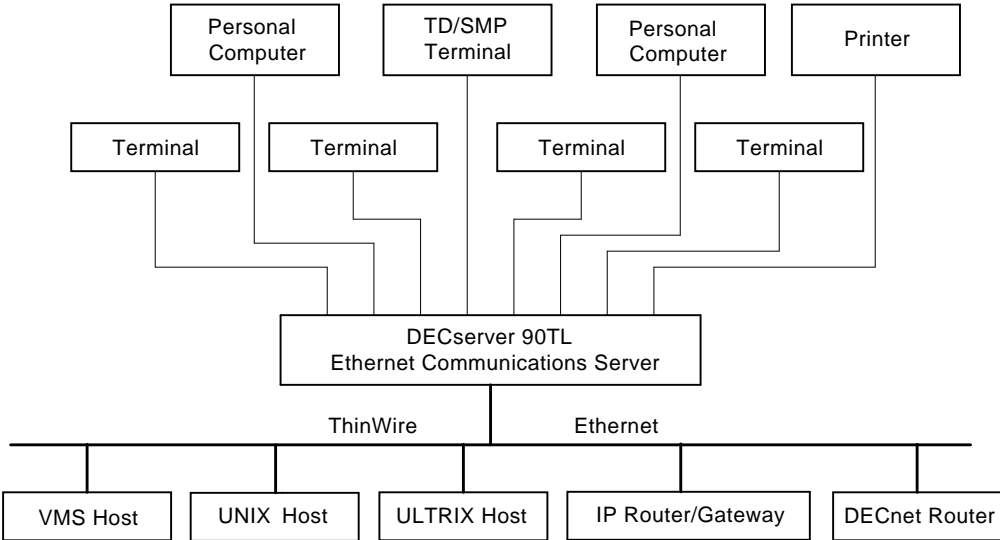 Personal
Computer
TD/SMP
Terminal
Personal
Computer
Printer
Terminal
Terminal
Terminal
Terminal
DECserver 90TL
Ethernet Communications Server
ThinWire
Ethernet
VMS Host
UNIX Host
ULTRIX Host
IP Router/Gateway
DECnet Router